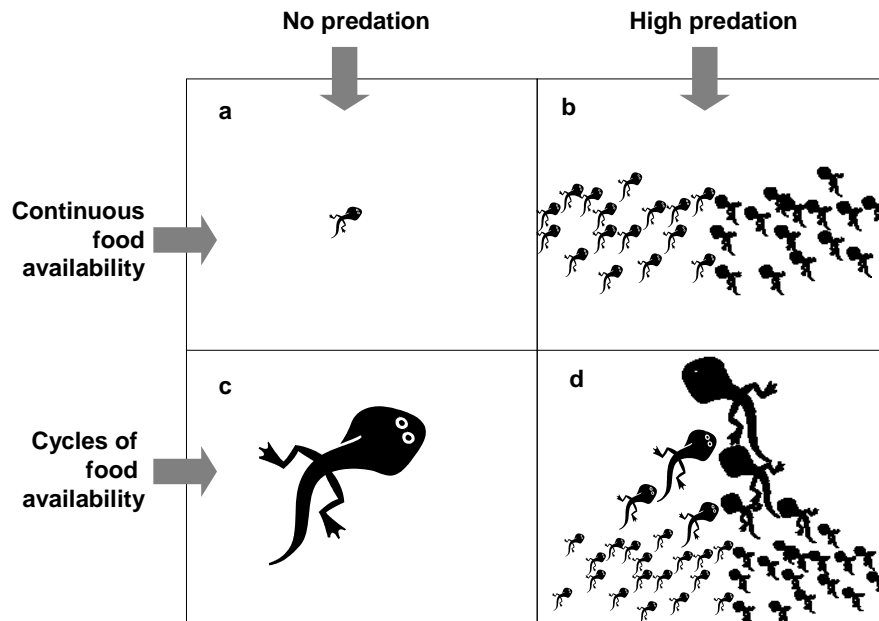 No predation
High predation
a
b
Continuous
food
availability
c
d
Cycles of
food
availability